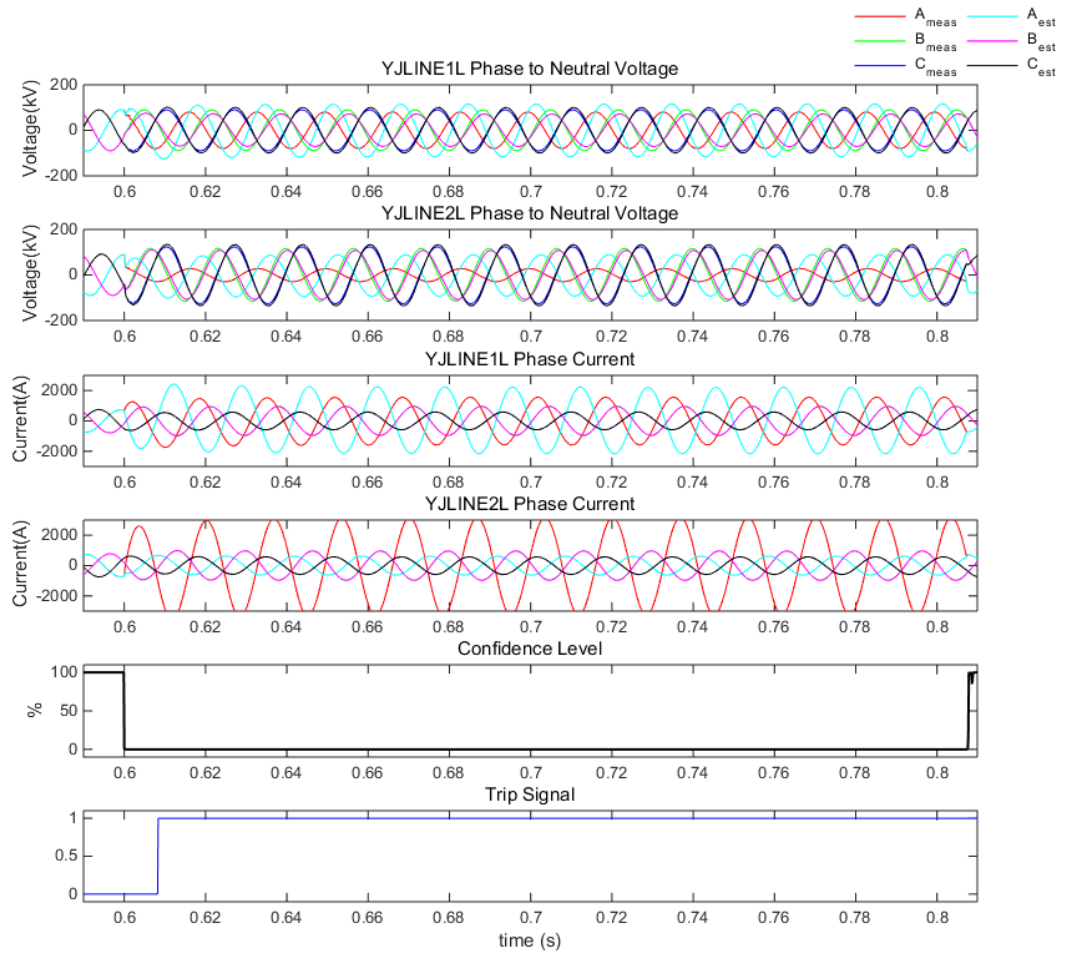 A_meas A_est
B_meas B_est
C_meas C_est
YJLINE1L Phase to Neutral Voltage
Voltage(kV)
200
0
-200
0.6 0.62 0.64 0.66 0.68 0.7 0.72 0.74 0.76 0.78 0.8
YJLINE2L Phase to Neutral Voltage
Voltage(kV)
200
0
-200
0.6 0.62 0.64 0.66 0.68 0.7 0.72 0.74 0.76 0.78 0.8
YJLINE1L Phase Current
Current(A)
2000
0
-2000
0.6 0.62 0.64 0.66 0.68 0.7 0.72 0.74 0.76 0.78 0.8
YJLINE2L Phase Current
Current(A)
2000
0
-2000
0.6 0.62 0.64 0.66 0.68 0.7 0.72 0.74 0.76 0.78 0.8
Confidence Level
%
100
50
0
0.6 0.62 0.64 0.66 0.68 0.7 0.72 0.74 0.76 0.78 0.8
Trip Signal
1
0.5
0
0.6 0.62 0.64 0.66 0.68 0.7 0.72 0.74 0.76 0.78 0.8
time (s)